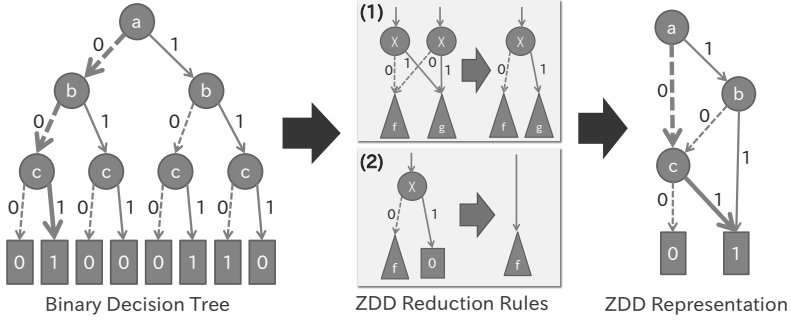 a
0 1
b b
0 1 0 1
c c c c
0 1 0 1 0 1 0 1
0 1 0 0 0 1 1 0
Binary Decision Tree
(1)
X X X
0 1 0 1 0 1
f g f g
(2)
X
0 1
f 0 f
ZDD Reduction Rules
a
1
0 b
0
c 1
0 1
0 1
ZDD Representation